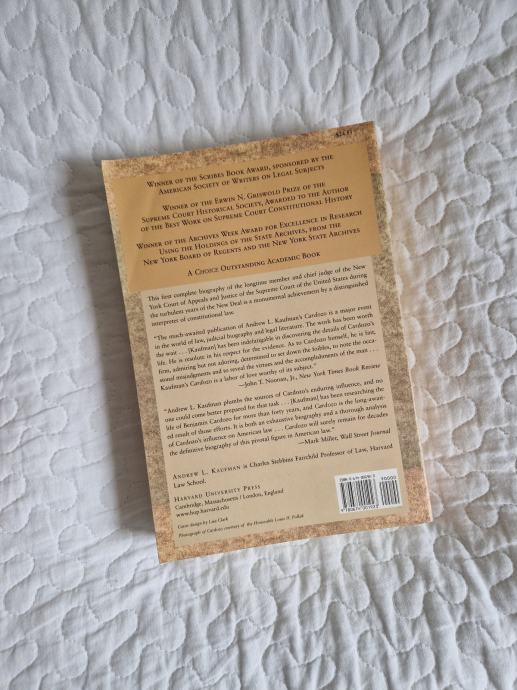 Winner of the Scribes Book Award, sponsored by the
American Society of Writers on Legal Subjects
Winner of the Erwin N. Griswold Prize of the
Supreme Court Historical Society, Awarded to the Author
of the Best Work on Supreme Court Constitutional History
Winner of the Archives Week Award for Excellence in Research
Using the Holdings of the State Archives, from the
New York Board of Regents and the New York State Archives
A Choice Outstanding Academic Book
This first complete biography of the longtime member and chief judge of the New
York Court of Appeals and Justice of the Supreme Court of the United States during
the turbulent years of the New Deal is a monumental achievement by a distinguished
interpreter of constitutional law.
"The much-awaited publication of Andrew L. Kaufman's Cardozo is a major event
in the world of law, judicial biography and legal literature. The work has been worth
the wait . . . [Kaufman] has been indefatigable in discovering the details of Cardozo's
life. He is resolute in his respect for the evidence. As to Cardozo himself, he is fair,
firm, admiring but not adoring, determined to set down the foibles, to note the occa-
sional misjudgments and to reveal the virtues and the accomplishments of the man . . .
Kaufman's Cardozo is a labor of love worthy of its subject."
—John T. Noonan, Jr., New York Times Book Review
"Andrew L. Kaufman plumbs the sources of Cardozo's enduring influence, and no
one could come better prepared for that task . . . [Kaufman] has been researching the
life of Benjamin Cardozo for more than forty years, and Cardozo is the long-await-
ed result of those efforts. It is both an exhaustive biography and a thorough analysis
of Cardozo's influence on American law . . . Cardozo will surely remain for decades
the definitive biography of this pivotal figure in American law."
—Mark Miller, Wall Street Journal
Andrew L. Kaufman is Charles Stebbins Fairchild Professor of Law, Harvard
Law School.
Harvard University Press
Cambridge, Massachusetts / London, England
www.hup.harvard.edu
Cover design by Lisa Clark
Photograph of Cardozo courtesy of the Honorable Louis H. Pollak
90000